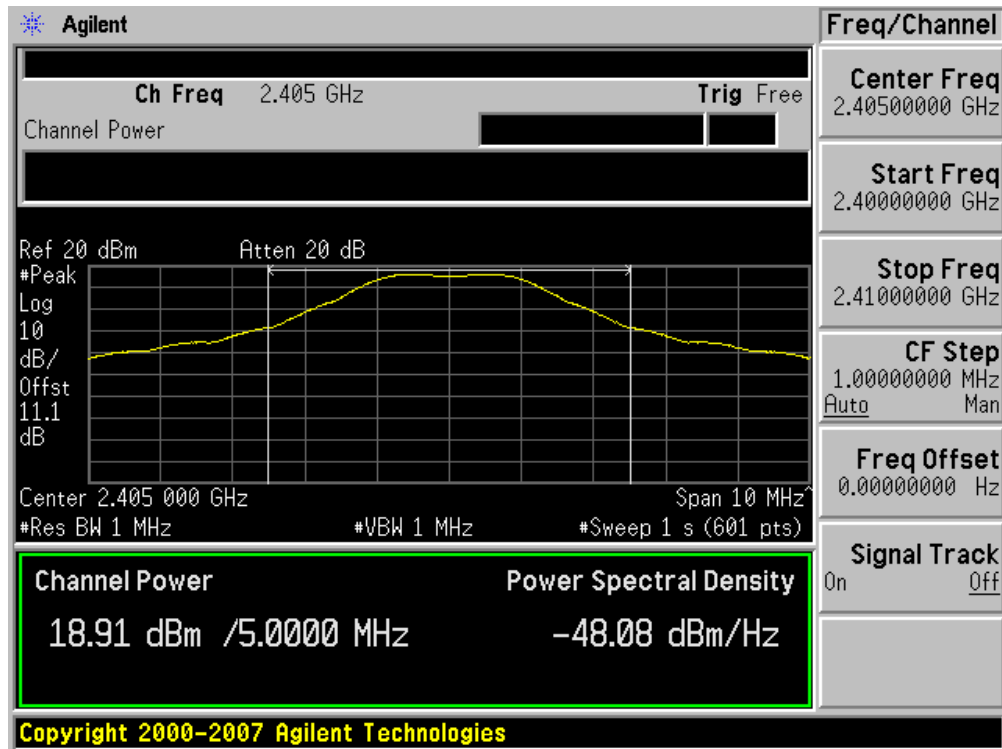 Agilent
Freq/Channel
Ch Freq 2.405 GHz Trig Free
Channel Power
Center Freq
2.40500000 GHz
Start Freq
2.40000000 GHz
Stop Freq
2.41000000 GHz
CF Step
1.00000000 MHz
Auto Man
Freq Offset
0.00000000 Hz
Signal Track
On Off
Ref 20 dBm Atten 20 dB
#Peak
Log
10
dB/
Offst
11.1
dB
Center 2.405 000 GHz Span 10 MHz^
#Res BW 1 MHz #VBW 1 MHz #Sweep 1 s (601 pts)
Channel Power Power Spectral Density
18.91 dBm /5.0000 MHz -48.08 dBm/Hz
Copyright 2000-2007 Agilent Technologies